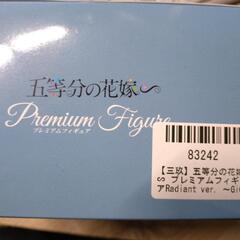 五等分の花嫁∽
Premium Figure
プレミアムフィギュア
83242
【三玖】五等分の花嫁
S プレミアムフィギュ
アRadiant ver. ～Gi